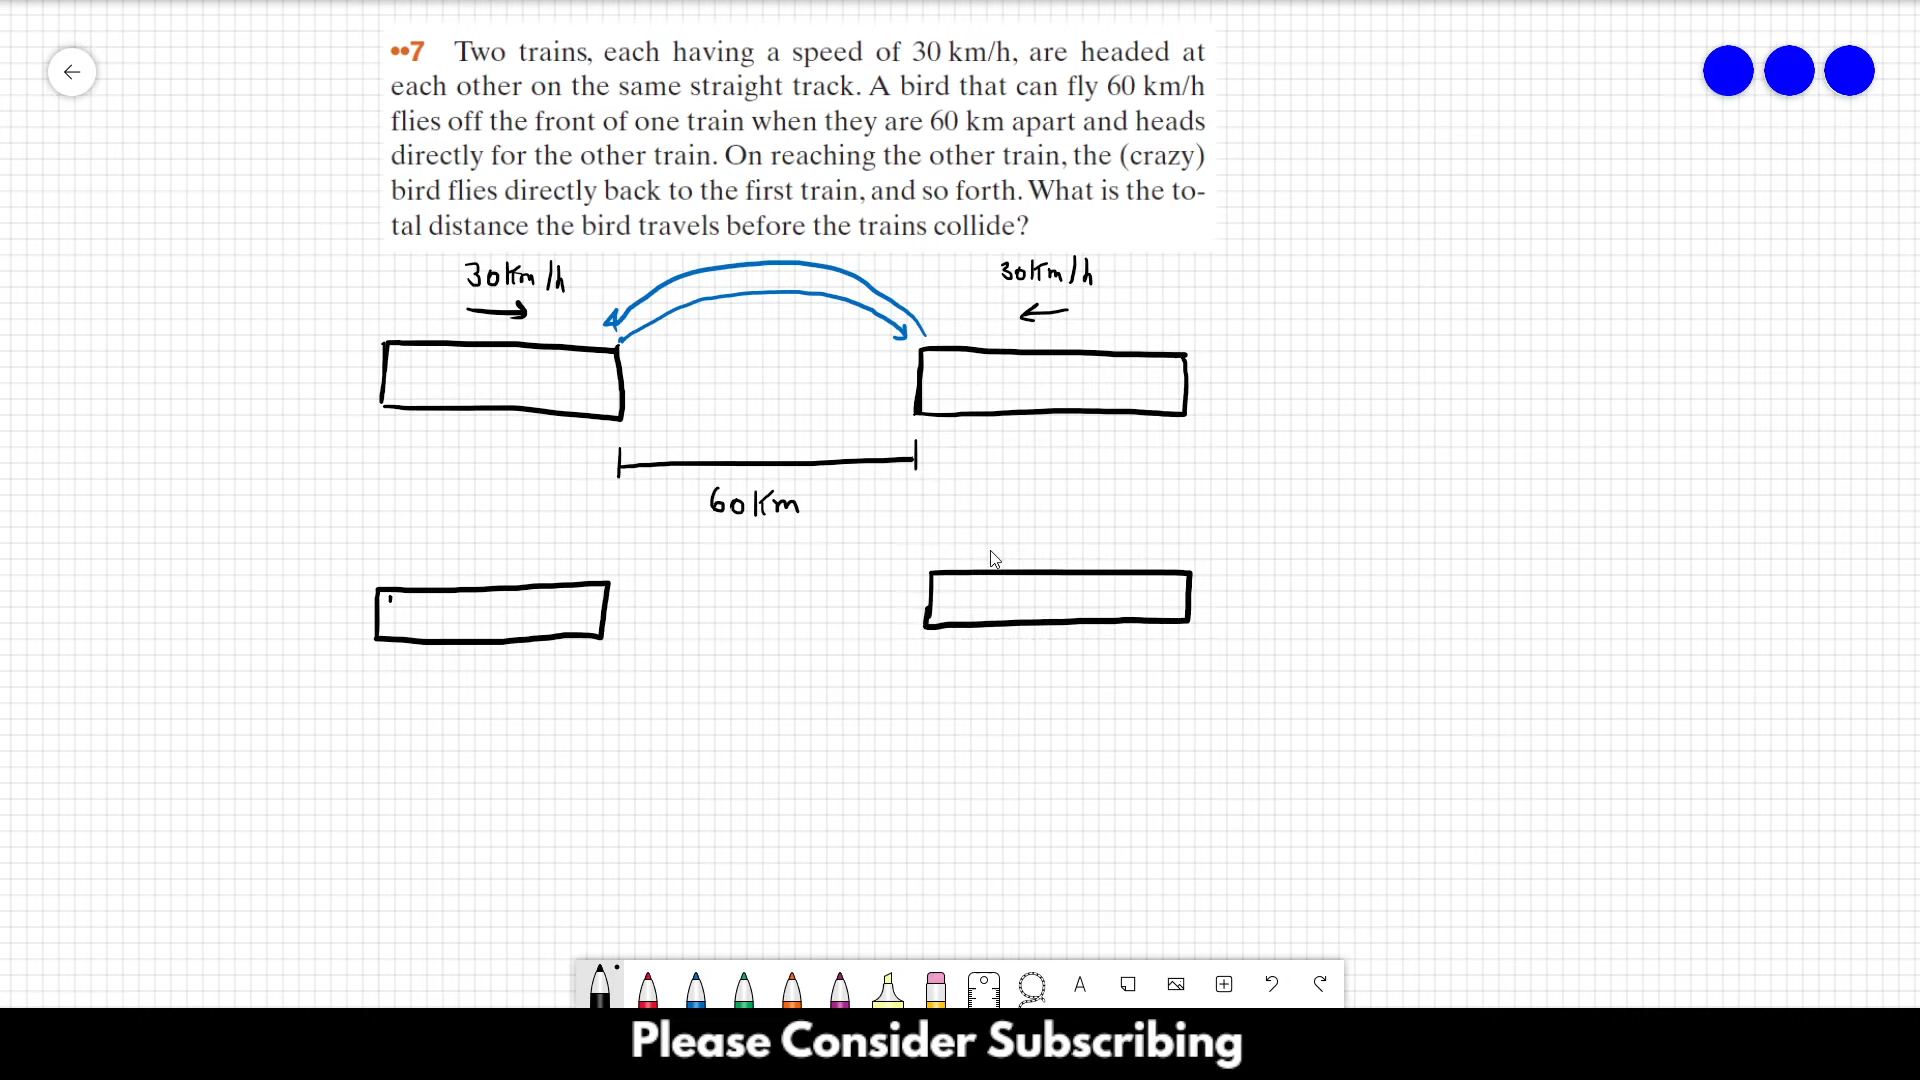 ••7 Two trains, each having a speed of 30 km/h, are headed at
each other on the same straight track. A bird that can fly 60 km/h
flies off the front of one train when they are 60 km apart and heads
directly for the other train. On reaching the other train, the (crazy)
bird flies directly back to the first train, and so forth. What is the to-
tal distance the bird travels before the trains collide?
30Km/h
30Km/h
60Km
A
Please Consider Subscribing